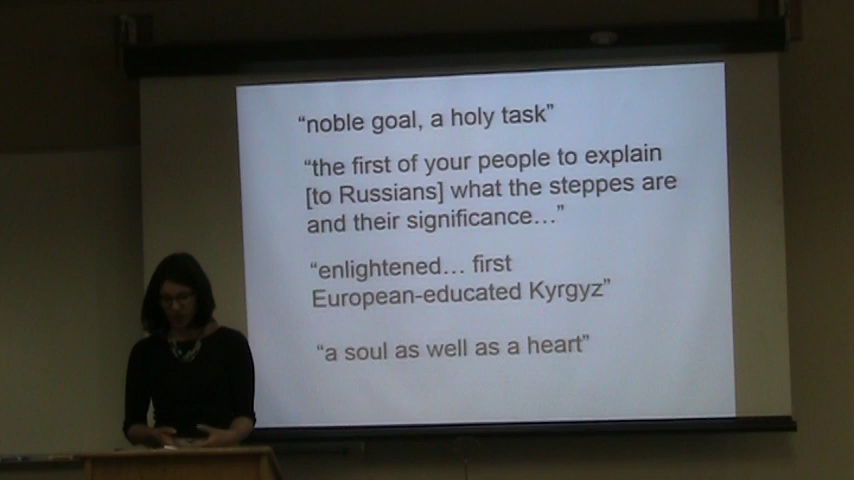 “noble goal, a holy task”
“the first of your people to explain
[to Russians] what the steppes are
and their significance…”
“enlightened… first
European-educated Kyrgyz”
“a soul as well as a heart”